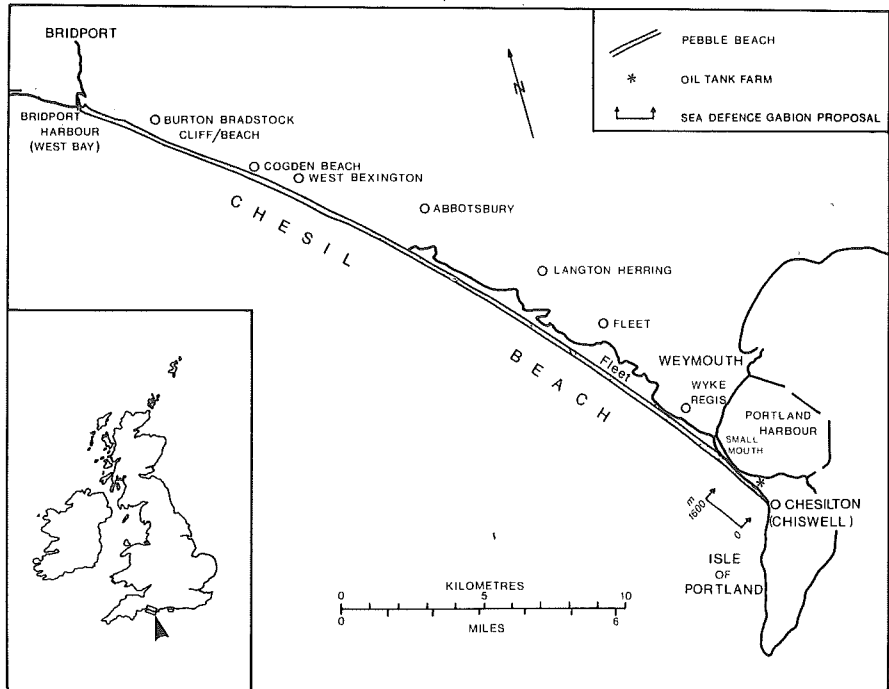 BRIDPORT
BRIDPORT
HARBOUR
(WEST BAY)
BURTON BRADSTOCK
CLIFF/BEACH
COGDEN BEACH
WEST BEXINGTON
ABBOTSBURY
LANGTON HERRING
FLEET
Fleet
CHESIL
BEACH
WEYMOUTH
WYKE
REGIS
PORTLAND
HARBOUR
SMALL
MOUTH
CHESILTON
(CHISWELL)
ISLE
OF
PORTLAND
m
1600
0
N
PEBBLE BEACH
* OIL TANK FARM
SEA DEFENCE GABION PROPOSAL
KILOMETRES
0 5 10
0 6
MILES